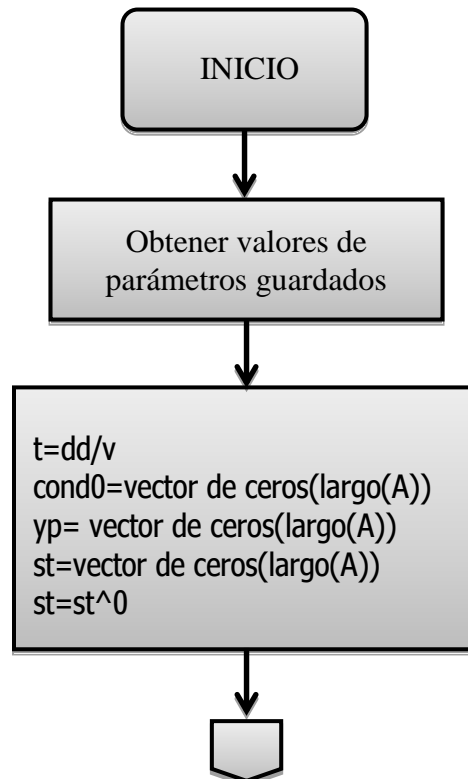 INICIO
Obtener valores de
parámetros guardados
t=dd/v
cond0=vector de ceros(largo(A))
yp= vector de ceros(largo(A))
st=vector de ceros(largo(A))
st=st^0